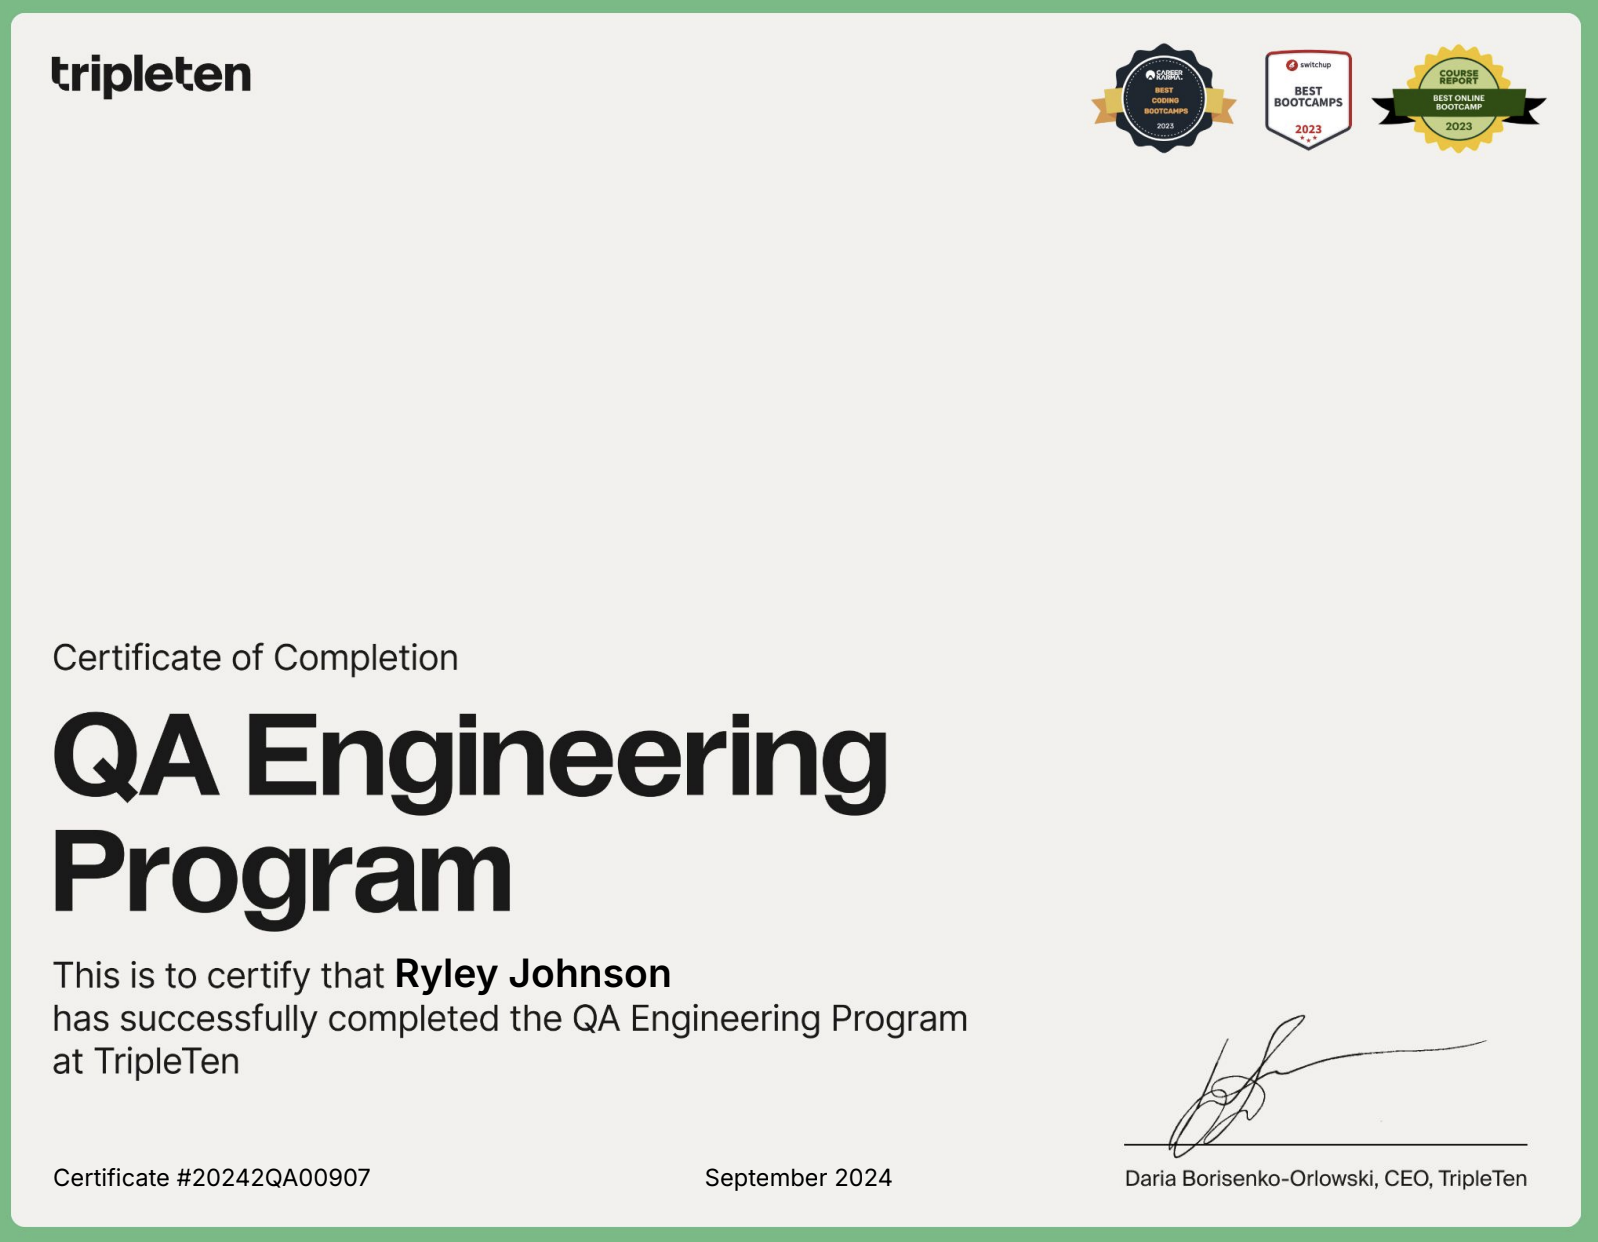 tripleten
CAREER
KARMA.
BEST
CODING
BOOTCAMPS
2023
switchup
BEST
BOOTCAMPS
2023
COURSE
REPORT
BEST ONLINE
BOOTCAMP
2023
Certificate of Completion
QA Engineering
Program
This is to certify that Ryley Johnson
has successfully completed the QA Engineering Program
at TripleTen
Certificate #20242QA00907
September 2024
Daria Borisenko-Orlowski, CEO, TripleTen